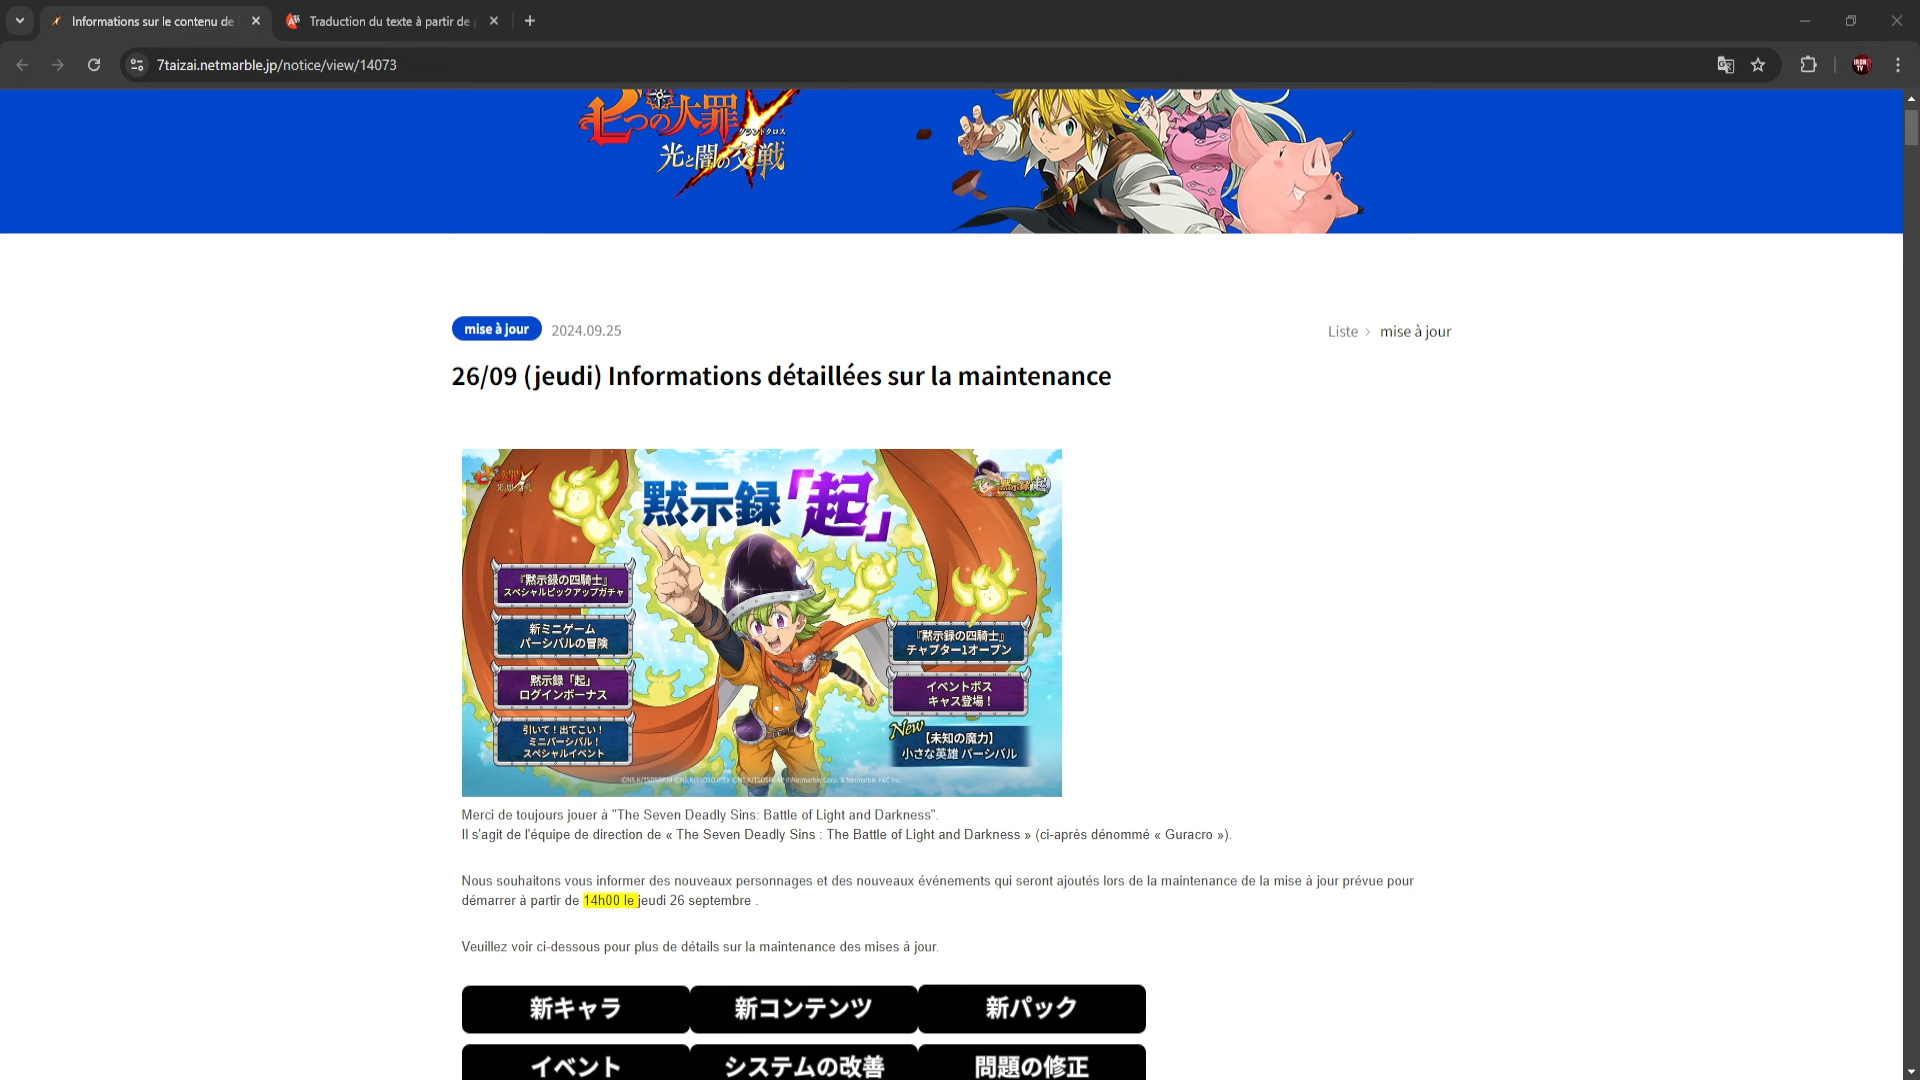 Informations sur le contenu de
Traduction du texte à partir de
7taizai.netmarble.jp/notice/view/14073
七つの大罪
グランドクロス
光と闇の交戦
mise à jour
2024.09.25
Liste > mise à jour
26/09 (jeudi) Informations détaillées sur la maintenance
黙示録「起」
『黙示録の四騎士』
スペシャルピックアップガチャ
新ミニゲーム
パーシバルの冒険
黙示録「起」
ログインボーナス
引いて！出てこい！
ミニパーシバル！
スペシャルイベント
『黙示録の四騎士』
チャプター1オープン
イベントボス
キャス登場！
New
【未知の魔力】
小さな英雄 パーシバル
Merci de toujours jouer à "The Seven Deadly Sins: Battle of Light and Darkness".
Il s'agit de l'équipe de direction de « The Seven Deadly Sins : The Battle of Light and Darkness » (ci-après dénommé « Guracro »).
Nous souhaitons vous informer des nouveaux personnages et des nouveaux événements qui seront ajoutés lors de la maintenance de la mise à jour prévue pour
démarrer à partir de 14h00 le jeudi 26 septembre .
Veuillez voir ci-dessous pour plus de détails sur la maintenance des mises à jour.
新キャラ
新コンテンツ
新パック
イベント
システムの改善
問題の修正